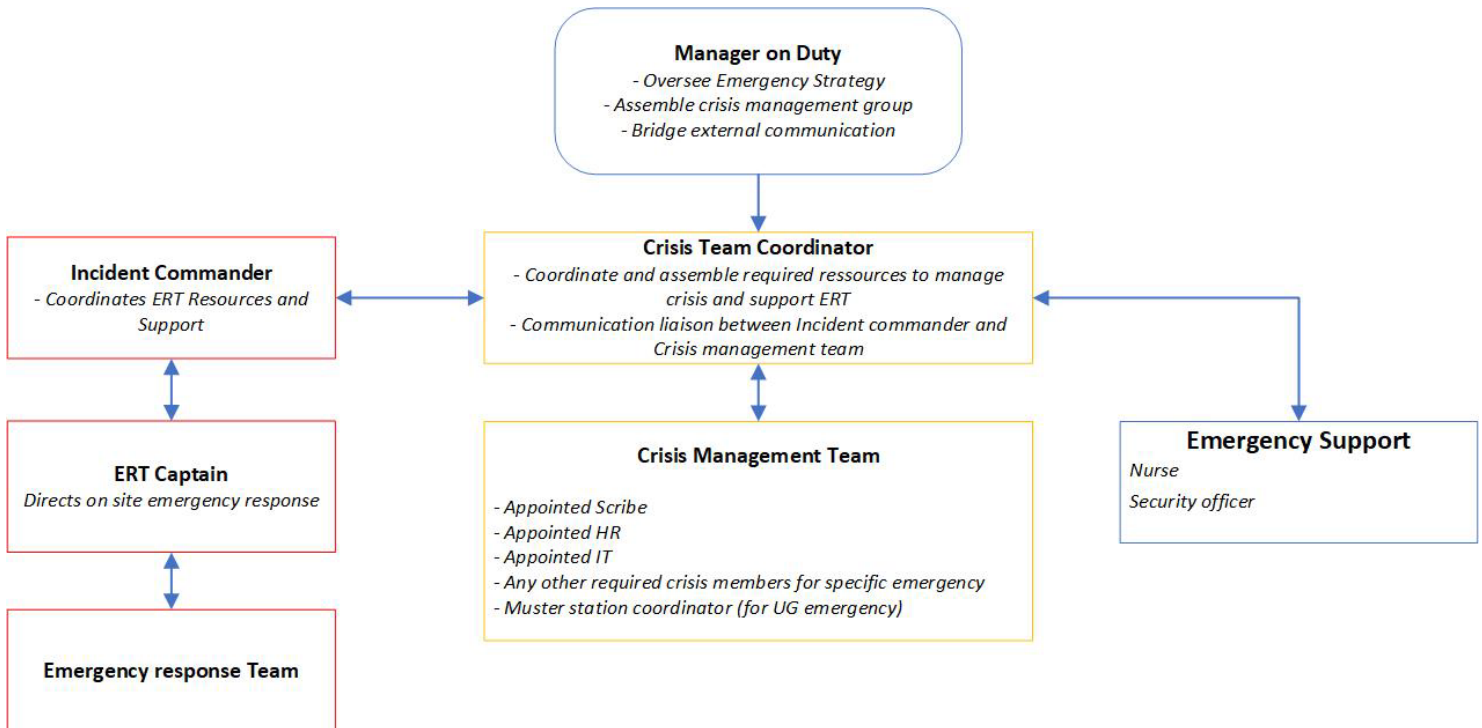 Manager on Duty
- Oversee Emergency Strategy
- Assemble crisis management group
- Bridge external communication
Incident Commander
- Coordinates ERT Resources and
Support
Crisis Team Coordinator
- Coordinate and assemble required ressources to manage
crisis and support ERT
- Communication liaison between Incident commander and
Crisis management team
ERT Captain
Directs on site emergency response
Crisis Management Team
- Appointed Scribe
- Appointed HR
- Appointed IT
- Any other required crisis members for specific emergency
- Muster station coordinator (for UG emergency)
Emergency Support
Nurse
Security officer
Emergency response Team